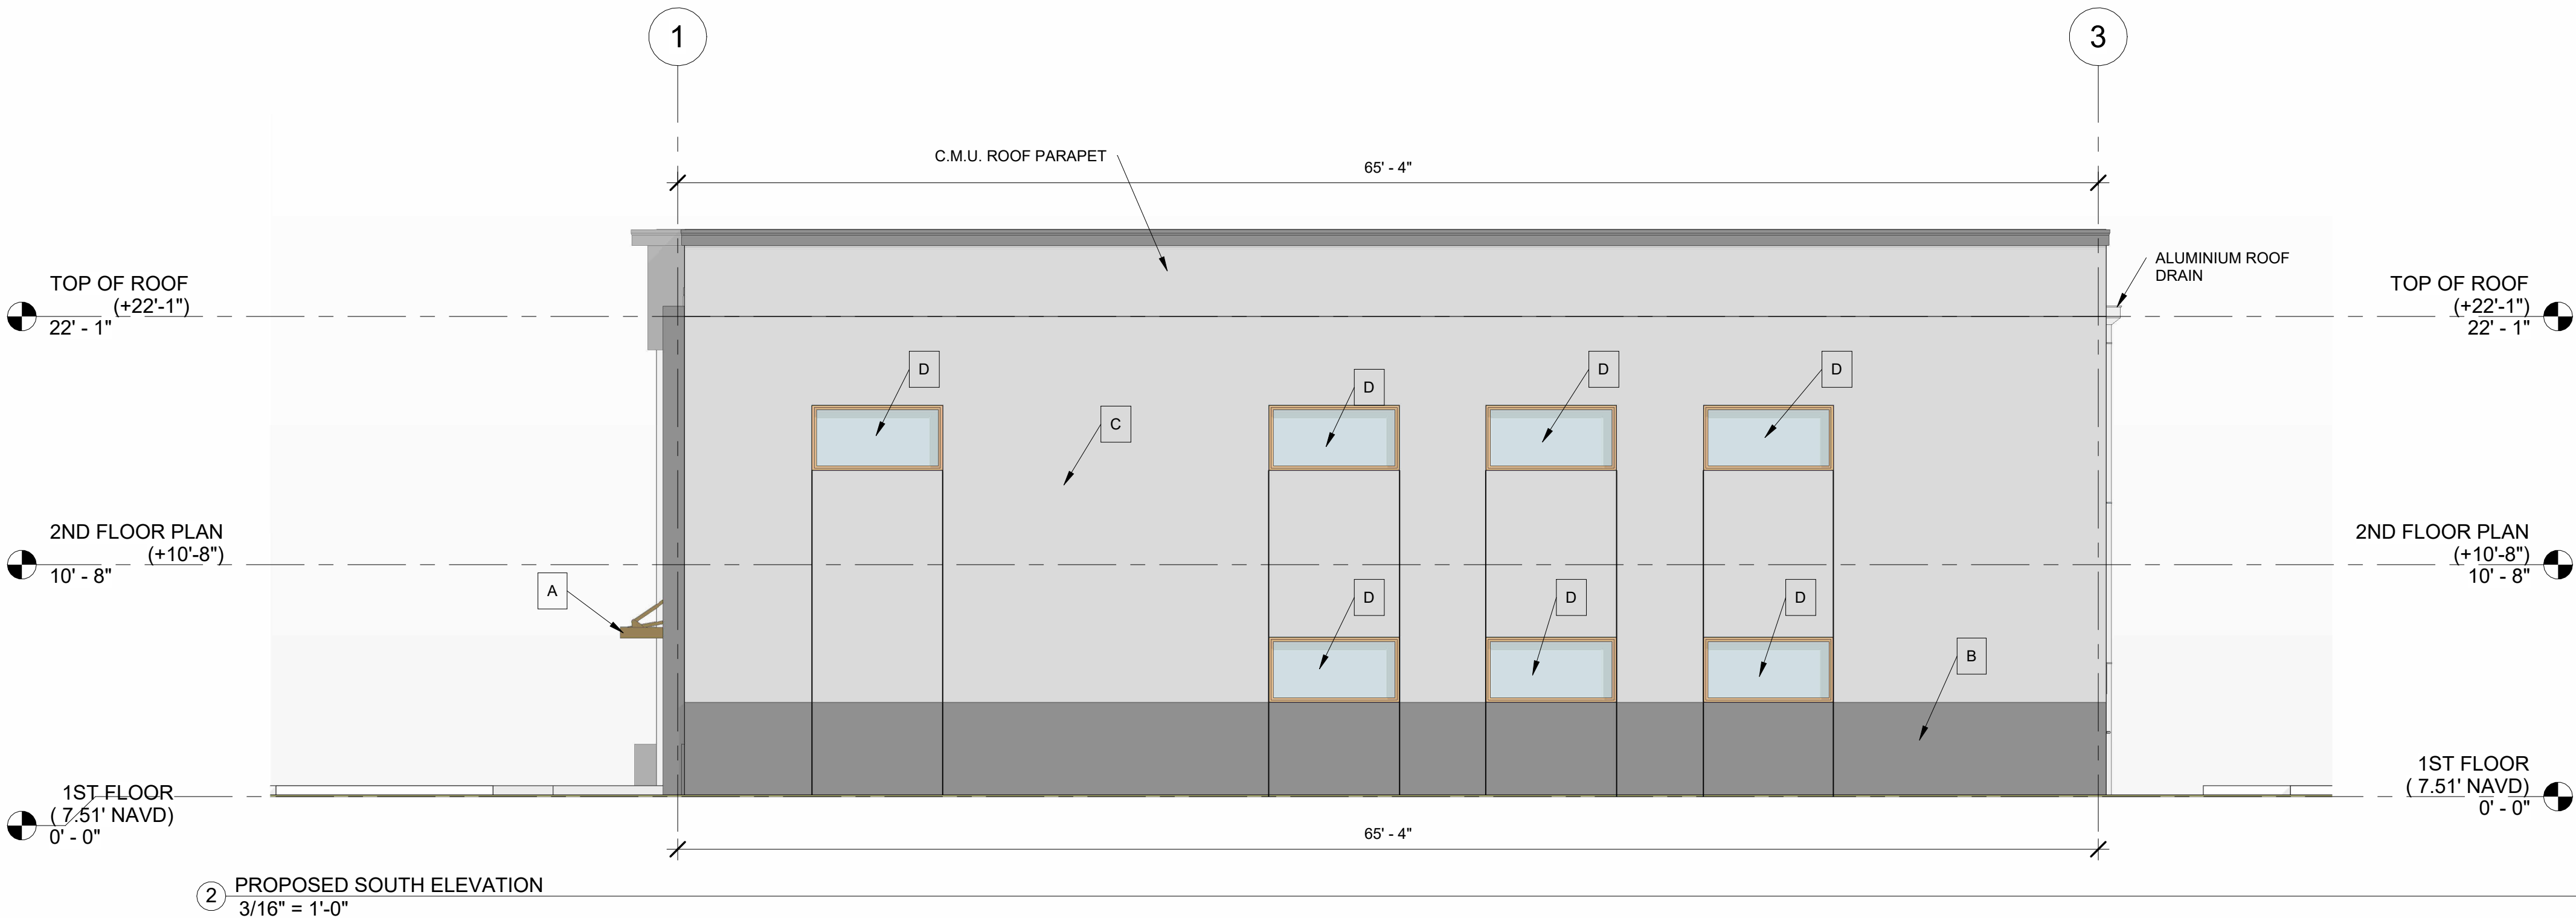 1
3
C.M.U. ROOF PARAPET
65' - 4"
ALUMINIUM ROOF
DRAIN
TOP OF ROOF
(+22'-1")
22' - 1"
TOP OF ROOF
(+22'-1")
22' - 1"
D
D
D
D
C
2ND FLOOR PLAN
(+10'-8")
10' - 8"
2ND FLOOR PLAN
(+10'-8")
10' - 8"
A
D
D
D
B
1ST FLOOR
( 7.51' NAVD)
0' - 0"
1ST FLOOR
( 7.51' NAVD)
0' - 0"
65' - 4"
2
PROPOSED SOUTH ELEVATION
3/16" = 1'-0"